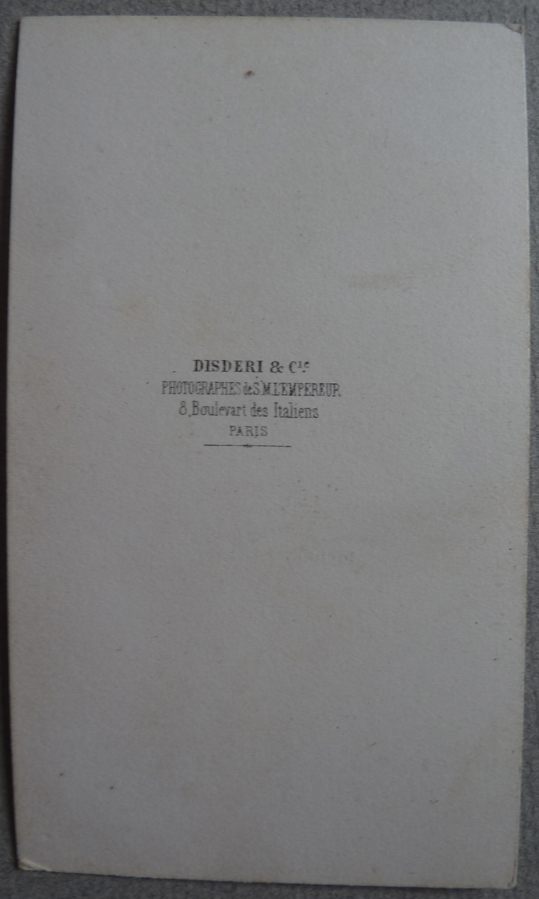 DISDERI & Cie
PHOTOGRAPHES de S.M. L'EMPEREUR
8, Boulevart des Italiens
PARIS